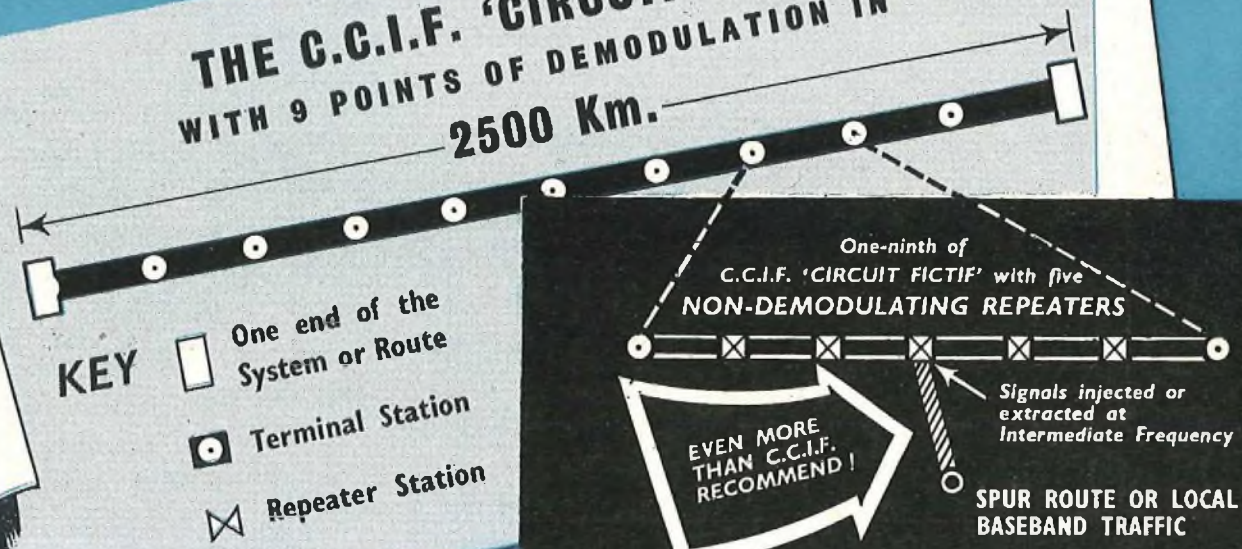 THE C.C.I.F. 'CIRCUIT
WITH 9 POINTS OF DEMODULATION IN
2500 Km.
KEY
One end of the
System or Route
Terminal Station
Repeater Station
One-ninth of
C.C.I.F. 'CIRCUIT FICTIF' with five
NON-DEMODULATING REPEATERS
Signals injected or
extracted at
Intermediate Frequency
EVEN MORE
THAN C.C.I.F.
RECOMMEND!
SPUR ROUTE OR LOCAL
BASEBAND TRAFFIC